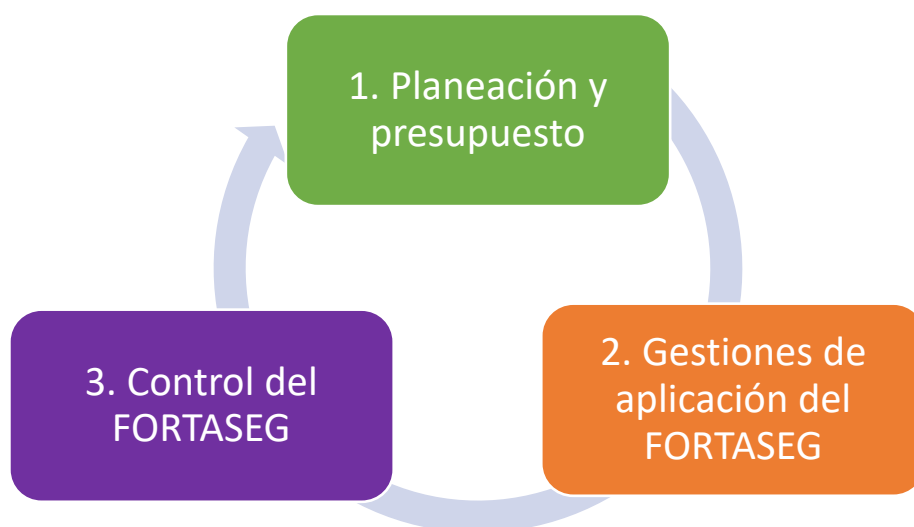 1. Planeación y
presupuesto
2. Gestiones de
aplicación del
FORTASEG
3. Control del
FORTASEG